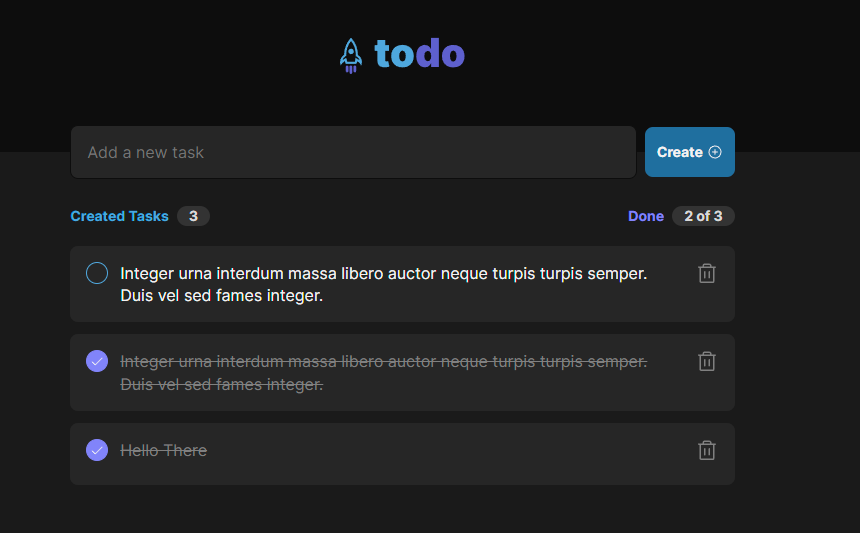 todo
Add a new task
Create
Created Tasks 3
Done 2 of 3
Integer urna interdum massa libero auctor neque turpis turpis semper.
Duis vel sed fames integer.
Integer urna interdum massa libero auctor neque turpis turpis semper.
Duis vel sed fames integer.
Hello There